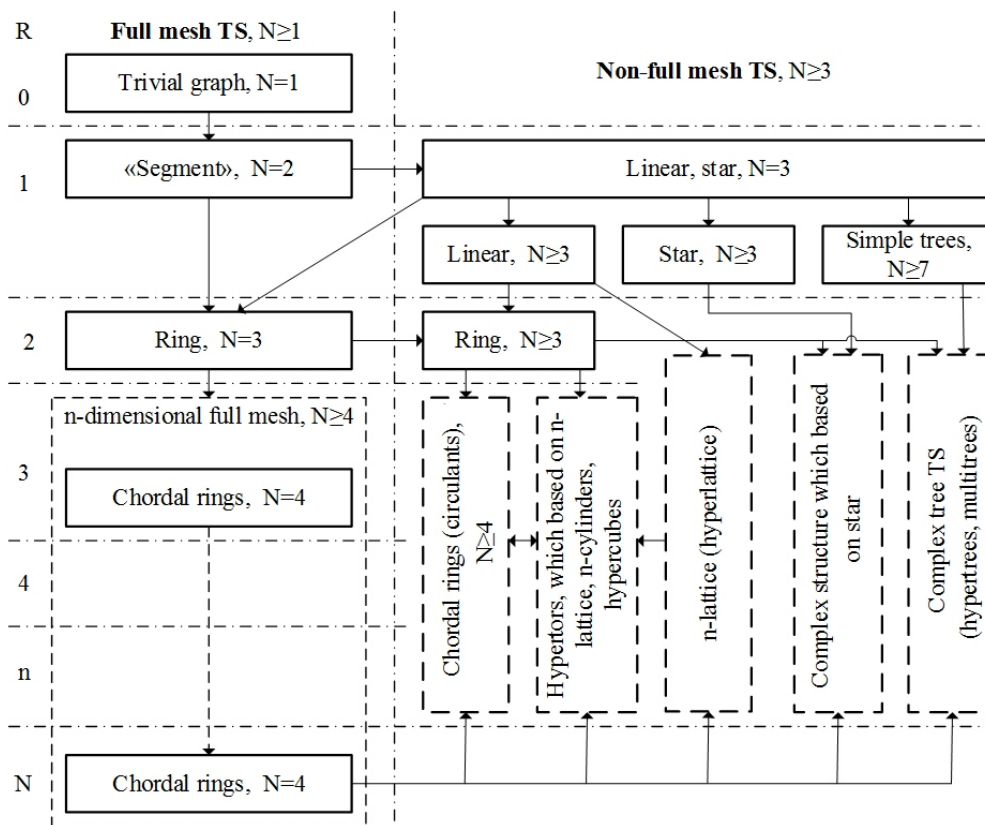 R
Full mesh TS, N≥1
Non-full mesh TS, N≥3
0
Trivial graph, N=1
1
«Segment», N=2
Linear, star, N=3
Linear, N≥3
Star, N≥3
Simple trees,
N≥7
2
Ring, N=3
Ring, N≥3
n-dimensional full mesh, N≥4
3
Chordal rings, N=4
4
n
Chordal rings (circulants),
N≥4
Hypertors, which based on n-
lattice, n-cylinders,
hypercubes
n-lattice (hyperlattice)
Complex structure which based
on star
Complex tree TS
(hypertrees, multitrees)
N
Chordal rings, N=4